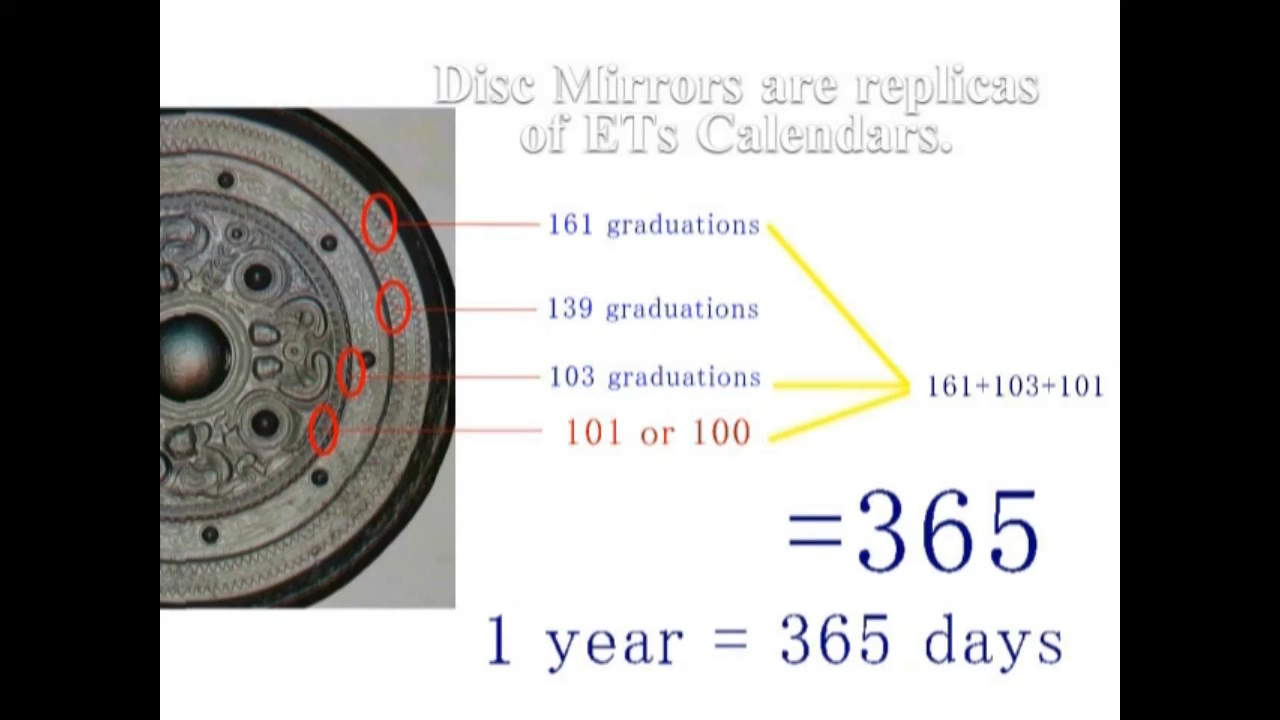 Disc Mirrors are replicas
of ETs Calendars.
161 graduations
139 graduations
103 graduations
161+103+101
101 or 100
=365
1 year = 365 days